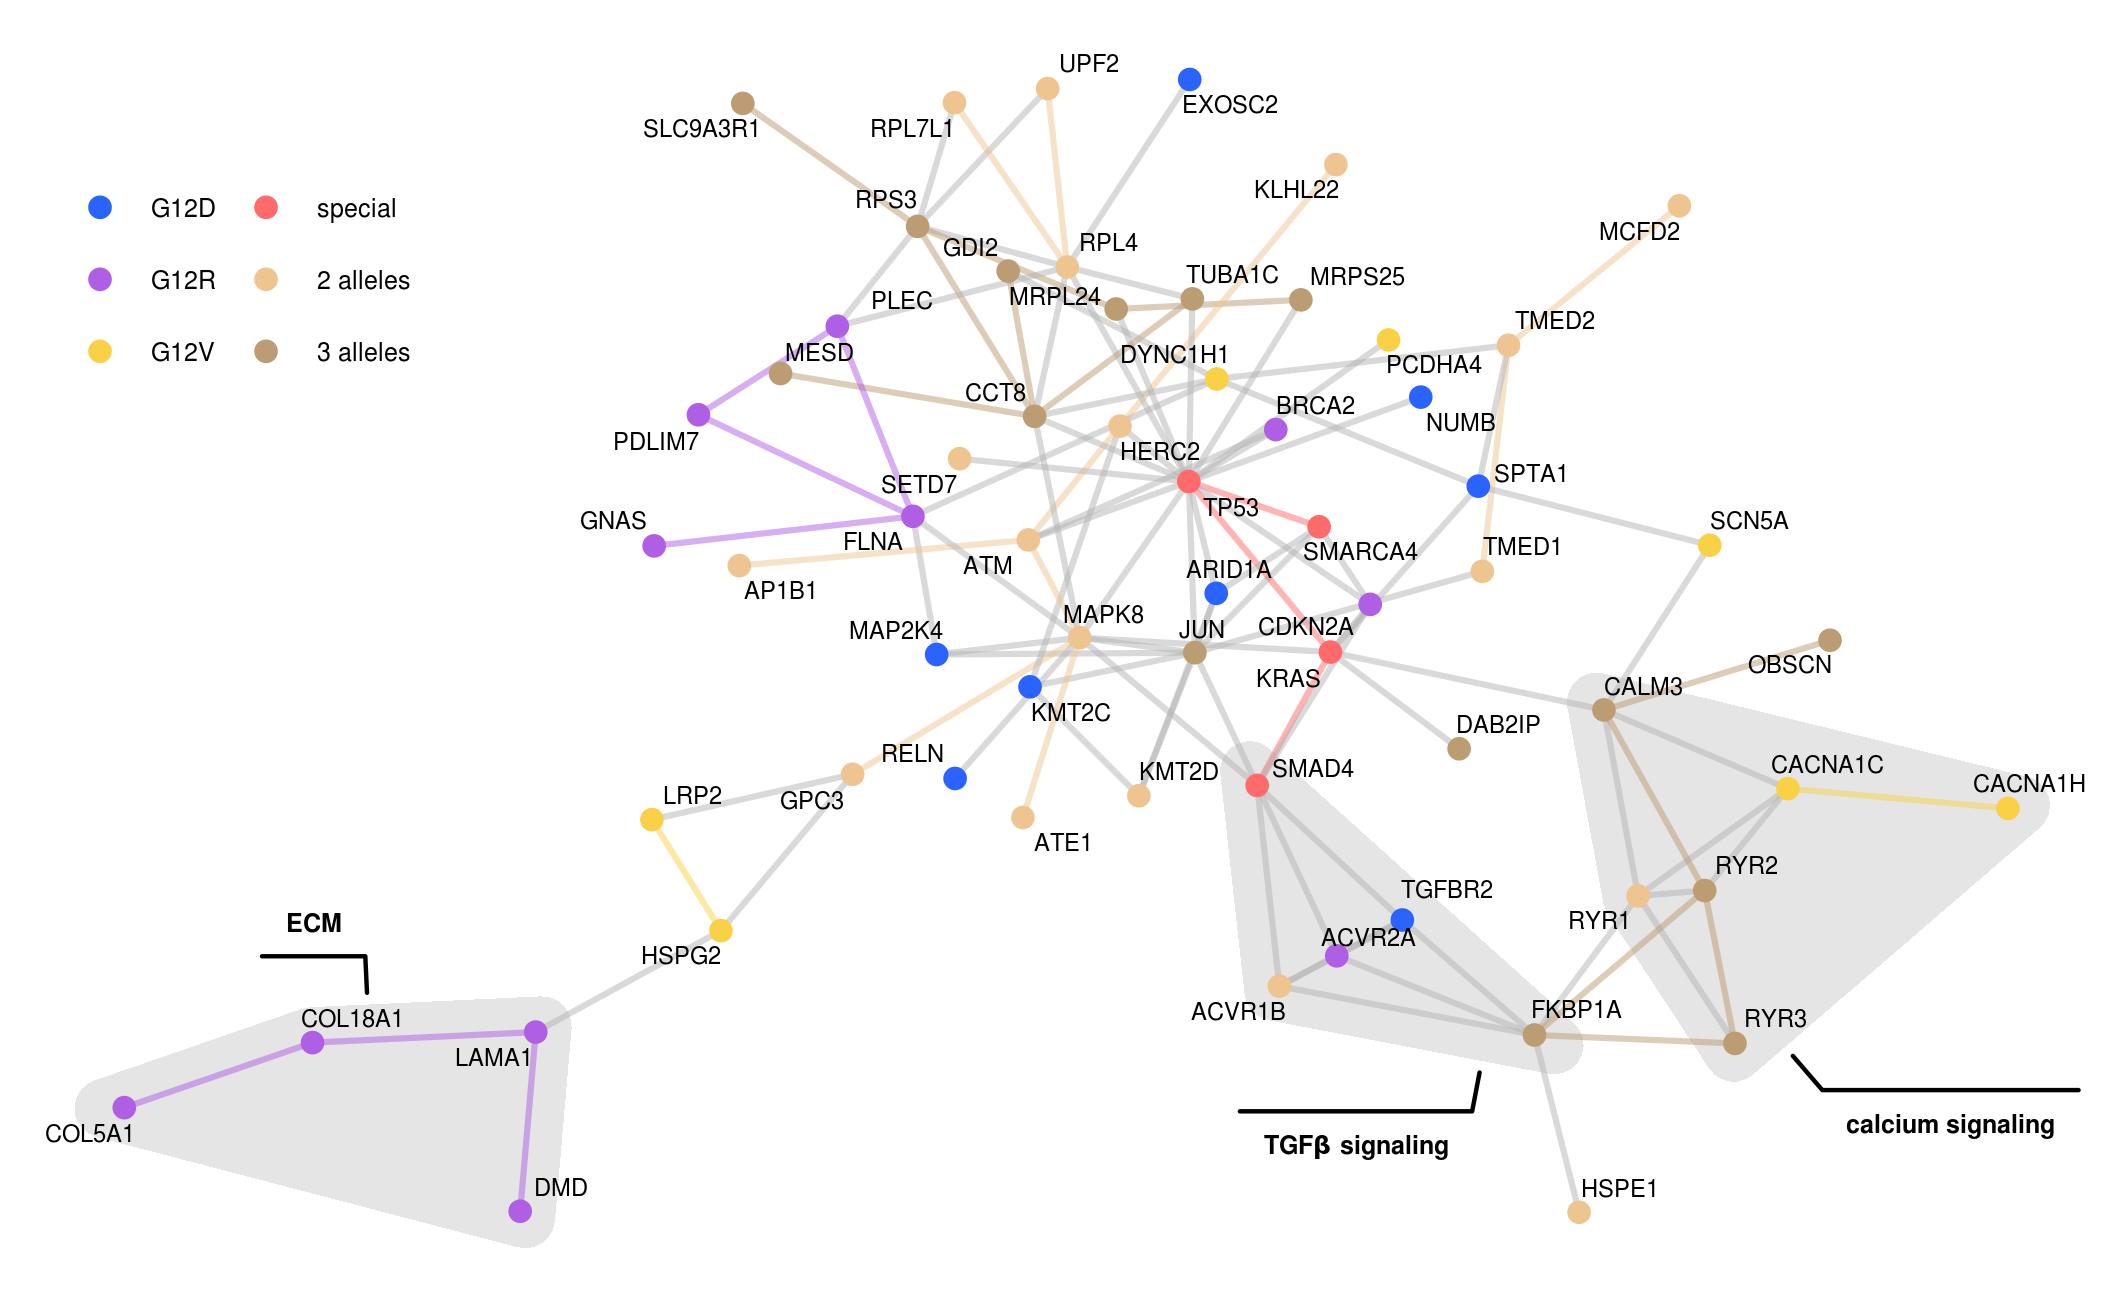 UPF2
EXOSC2
SLC9A3R1
RPL7L1
KLHL22
RPS3
G12D
special
MCFD2
GDI2
RPL4
TUBA1C
MRPS25
G12R
2 alleles
PLEC
MRPL24
TMED2
G12V
3 alleles
MESD
DYNC1H1
PCDHA4
CCT8
BRCA2
NUMB
PDLIM7
HERC2
SPTA1
SETD7
TP53
GNAS
SCN5A
FLNA
SMARCA4
TMED1
ATM
ARID1A
AP1B1
MAPK8
MAP2K4
JUN
CDKN2A
OBSCN
KRAS
CALM3
KMT2C
DAB2IP
RELN
KMT2D
SMAD4
CACNA1C
CACNA1H
LRP2
GPC3
ATE1
RYR2
TGFBR2
ECM
RYR1
ACVR2A
HSPG2
ACVR1B
FKBP1A
COL18A1
RYR3
LAMA1
calcium signaling
COL5A1
TGFβ signaling
DMD
HSPE1